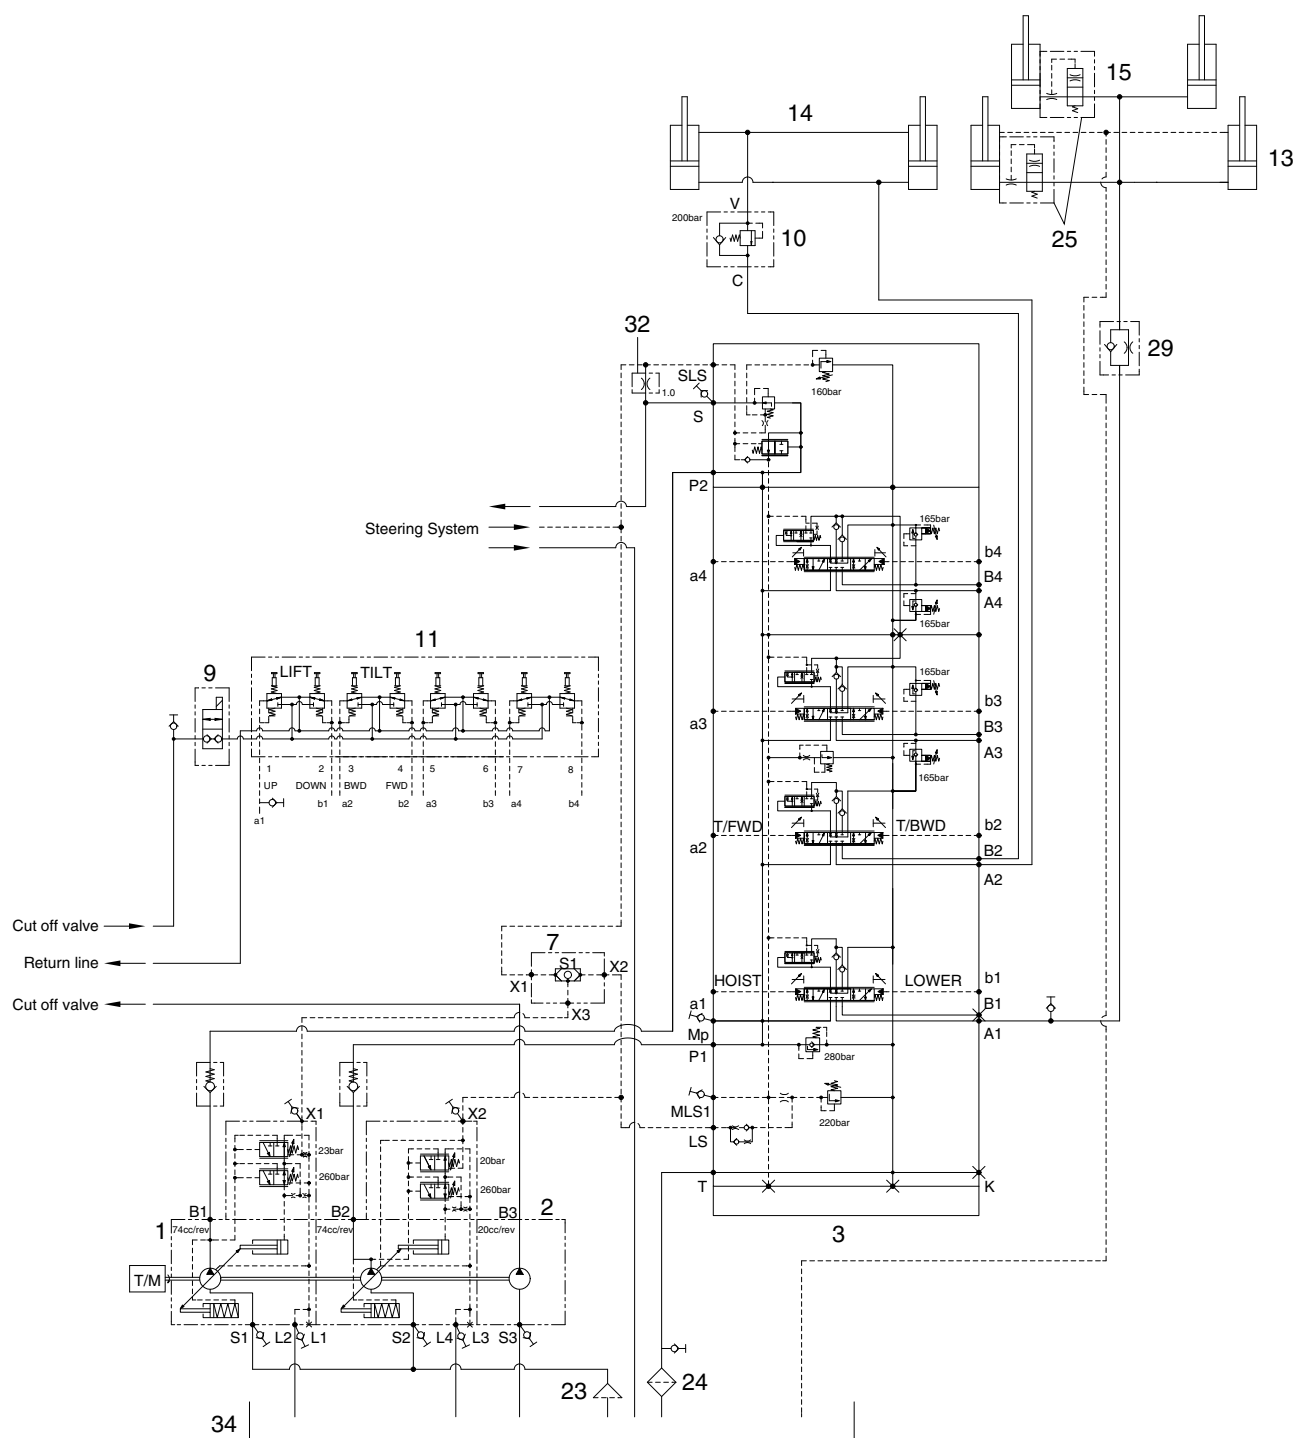 15
14
13
V
200bar
10
25
C
32
29
SLS
1.0
160bar
S
P2
Steering System
165bar
b4
a4
B4
A4
165bar
11
9
LIFT
TILT
165bar
b3
a3
B3
A3
165bar
1 2 3 4 5 6 7 8
UP DOWN BWD FWD
a1 b1 a2 b2 a3 b3 a4 b4
T/FWD
T/BWD
b2
a2
B2
A2
Cut off valve
7
Return line
S1
X2
X1
HOIST
LOWER
b1
Cut off valve
a1
B1
X3
Mp
A1
P1
280bar
X1
X2
MLS1
220bar
LS
23bar
20bar
260bar
260bar
T
K
B1
B2
B3
2
1
74cc/rev
74cc/rev
20cc/rev
3
T/M
S1 L2 L1 S2 L4 L3 S3
23
24
34